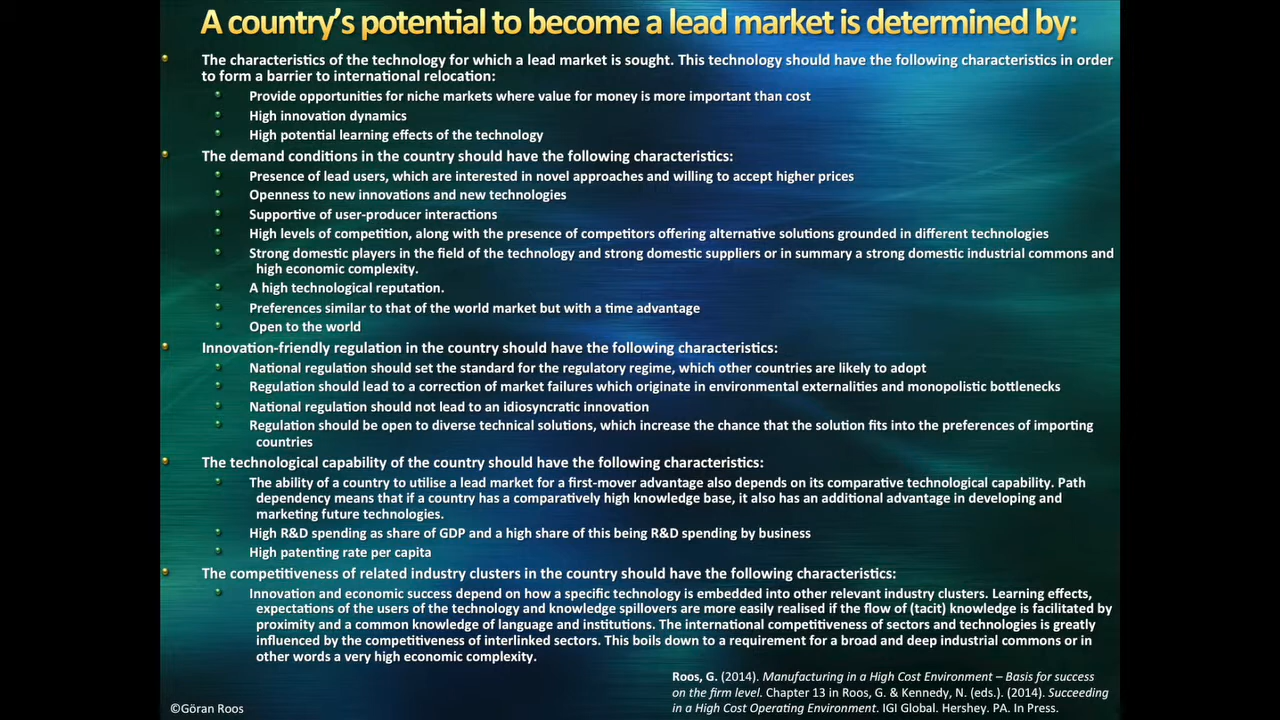 A country's potential to become a lead market is determined by:
The characteristics of the technology for which a lead market is sought. This technology should have the following characteristics in order
to form a barrier to international relocation:
Provide opportunities for niche markets where value for money is more important than cost
High innovation dynamics
High potential learning effects of the technology
The demand conditions in the country should have the following characteristics:
Presence of lead users, which are interested in novel approaches and willing to accept higher prices
Openness to new innovations and new technologies
Supportive of user-producer interactions
High levels of competition, along with the presence of competitors offering alternative solutions grounded in different technologies
Strong domestic players in the field of the technology and strong domestic suppliers or in summary a strong domestic industrial commons and
high economic complexity.
A high technological reputation.
Preferences similar to that of the world market but with a time advantage
Open to the world
Innovation-friendly regulation in the country should have the following characteristics:
National regulation should set the standard for the regulatory regime, which other countries are likely to adopt
Regulation should lead to a correction of market failures which originate in environmental externalities and monopolistic bottlenecks
National regulation should not lead to an idiosyncratic innovation
Regulation should be open to diverse technical solutions, which increase the chance that the solution fits into the preferences of importing
countries
The technological capability of the country should have the following characteristics:
The ability of a country to utilise a lead market for a first-mover advantage also depends on its comparative technological capability. Path
dependency means that if a country has a comparatively high knowledge base, it also has an additional advantage in developing and
marketing future technologies.
High R&D spending as share of GDP and a high share of this being R&D spending by business
High patenting rate per capita
The competitiveness of related industry clusters in the country should have the following characteristics:
Innovation and economic success depend on how a specific technology is embedded into other relevant industry clusters. Learning effects,
expectations of the users of the technology and knowledge spillovers are more easily realised if the flow of (tacit) knowledge is facilitated by
proximity and a common knowledge of language and institutions. The international competitiveness of sectors and technologies is greatly
influenced by the competitiveness of interlinked sectors. This boils down to a requirement for a broad and deep industrial commons or in
other words a very high economic complexity.
Roos, G. (2014). Manufacturing in a High Cost Environment – Basis for success
on the firm level. Chapter 13 in Roos, G. & Kennedy, N. (eds.). (2014). Succeeding
in a High Cost Operating Environment. IGI Global. Hershey. PA. In Press.
©Göran Roos